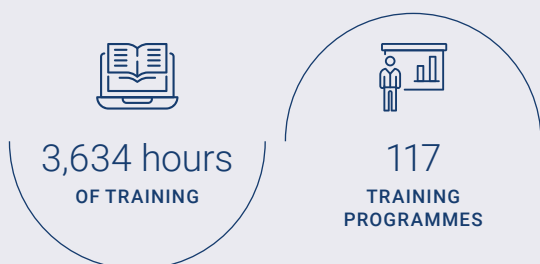 3,634 hours
OF TRAINING
117
TRAINING
PROGRAMMES